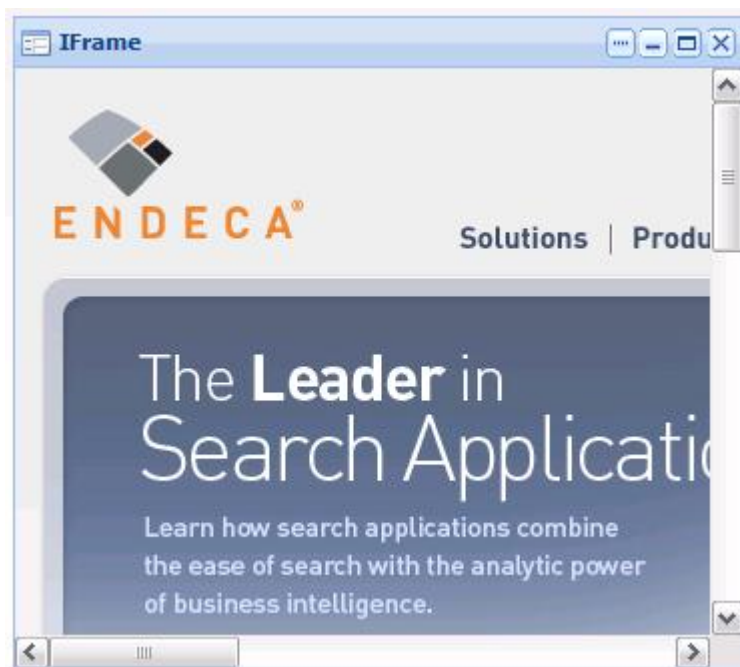 IFrame
ENDECA®
Solutions | Produ
The Leader in
Search Applicatio
Learn how search applications combine
the ease of search with the analytic power
of business intelligence.